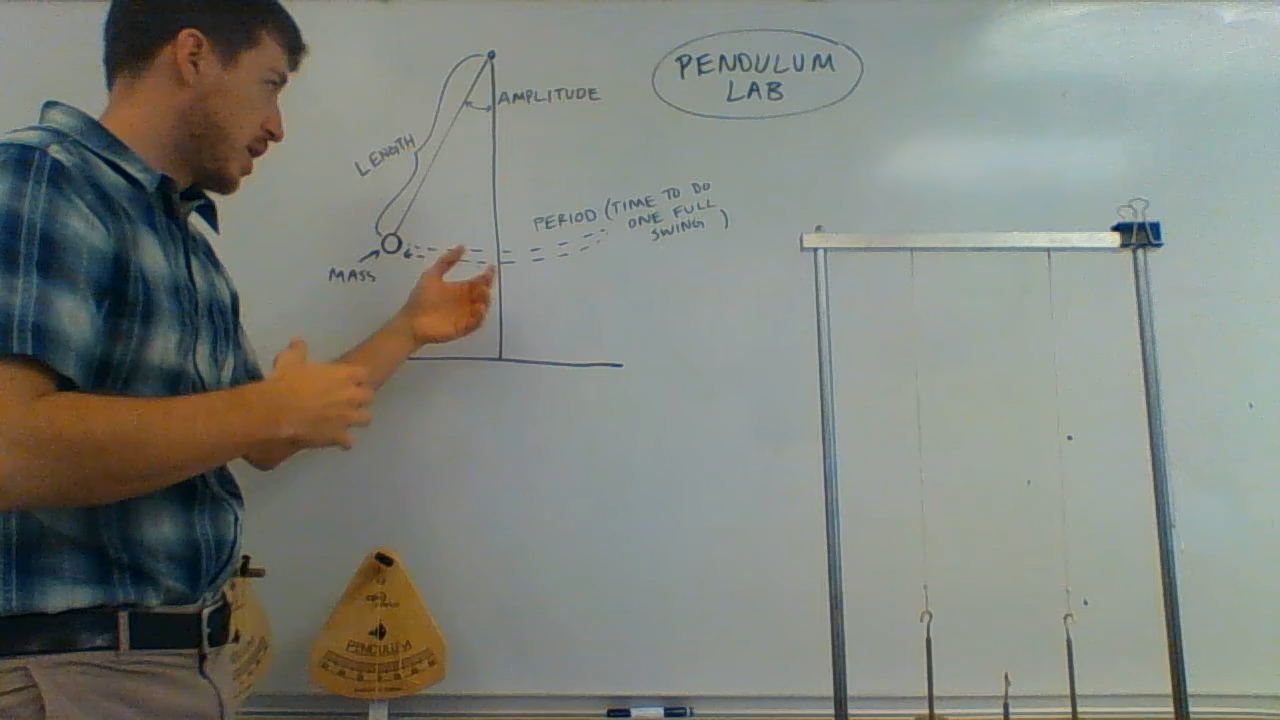 PENDULUM
LAB
AMPLITUDE
LENGTH
PERIOD (TIME TO DO
ONE FULL
SWING )
MASS
PENDULUM